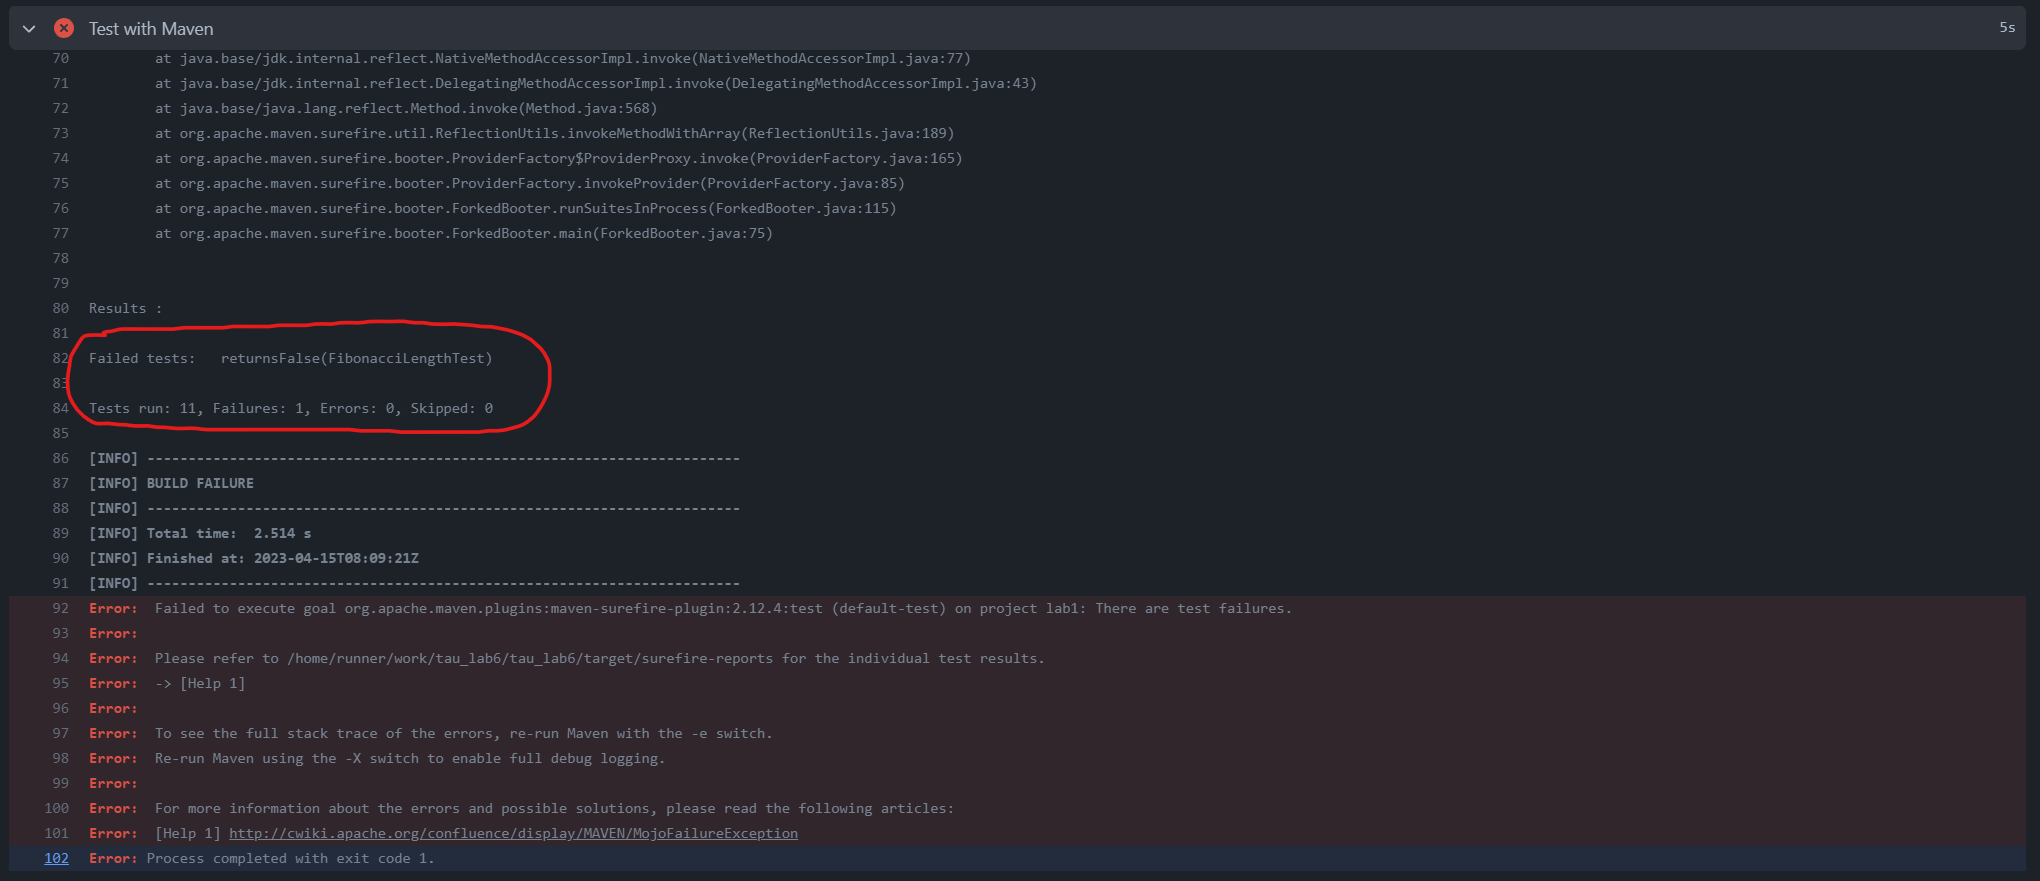 Test with Maven 5s
70 at java.base/jdk.internal.reflect.NativeMethodAccessorImpl.invoke(NativeMethodAccessorImpl.java:77)
71 at java.base/jdk.internal.reflect.DelegatingMethodAccessorImpl.invoke(DelegatingMethodAccessorImpl.java:43)
72 at java.base/java.lang.reflect.Method.invoke(Method.java:568)
73 at org.apache.maven.surefire.util.ReflectionUtils.invokeMethodWithArray(ReflectionUtils.java:189)
74 at org.apache.maven.surefire.booter.ProviderFactory$ProviderProxy.invoke(ProviderFactory.java:165)
75 at org.apache.maven.surefire.booter.ProviderFactory.invokeProvider(ProviderFactory.java:85)
76 at org.apache.maven.surefire.booter.ForkedBooter.runSuitesInProcess(ForkedBooter.java:115)
77 at org.apache.maven.surefire.booter.ForkedBooter.main(ForkedBooter.java:75)
78
79
80 Results :
81
82 Failed tests:   returnsFalse(FibonacciLengthTest)
83
84 Tests run: 11, Failures: 1, Errors: 0, Skipped: 0
85
86 [INFO] ------------------------------------------------------------------------
87 [INFO] BUILD FAILURE
88 [INFO] ------------------------------------------------------------------------
89 [INFO] Total time:  2.514 s
90 [INFO] Finished at: 2023-04-15T08:09:21Z
91 [INFO] ------------------------------------------------------------------------
92 Error:  Failed to execute goal org.apache.maven.plugins:maven-surefire-plugin:2.12.4:test (default-test) on project lab1: There are test failures.
93 Error:
94 Error:  Please refer to /home/runner/work/tau_lab6/tau_lab6/target/surefire-reports for the individual test results.
95 Error:  -> [Help 1]
96 Error:
97 Error:  To see the full stack trace of the errors, re-run Maven with the -e switch.
98 Error:  Re-run Maven using the -X switch to enable full debug logging.
99 Error:
100 Error:  For more information about the errors and possible solutions, please read the following articles:
101 Error:  [Help 1] http://cwiki.apache.org/confluence/display/MAVEN/MojoFailureException
102 Error: Process completed with exit code 1.